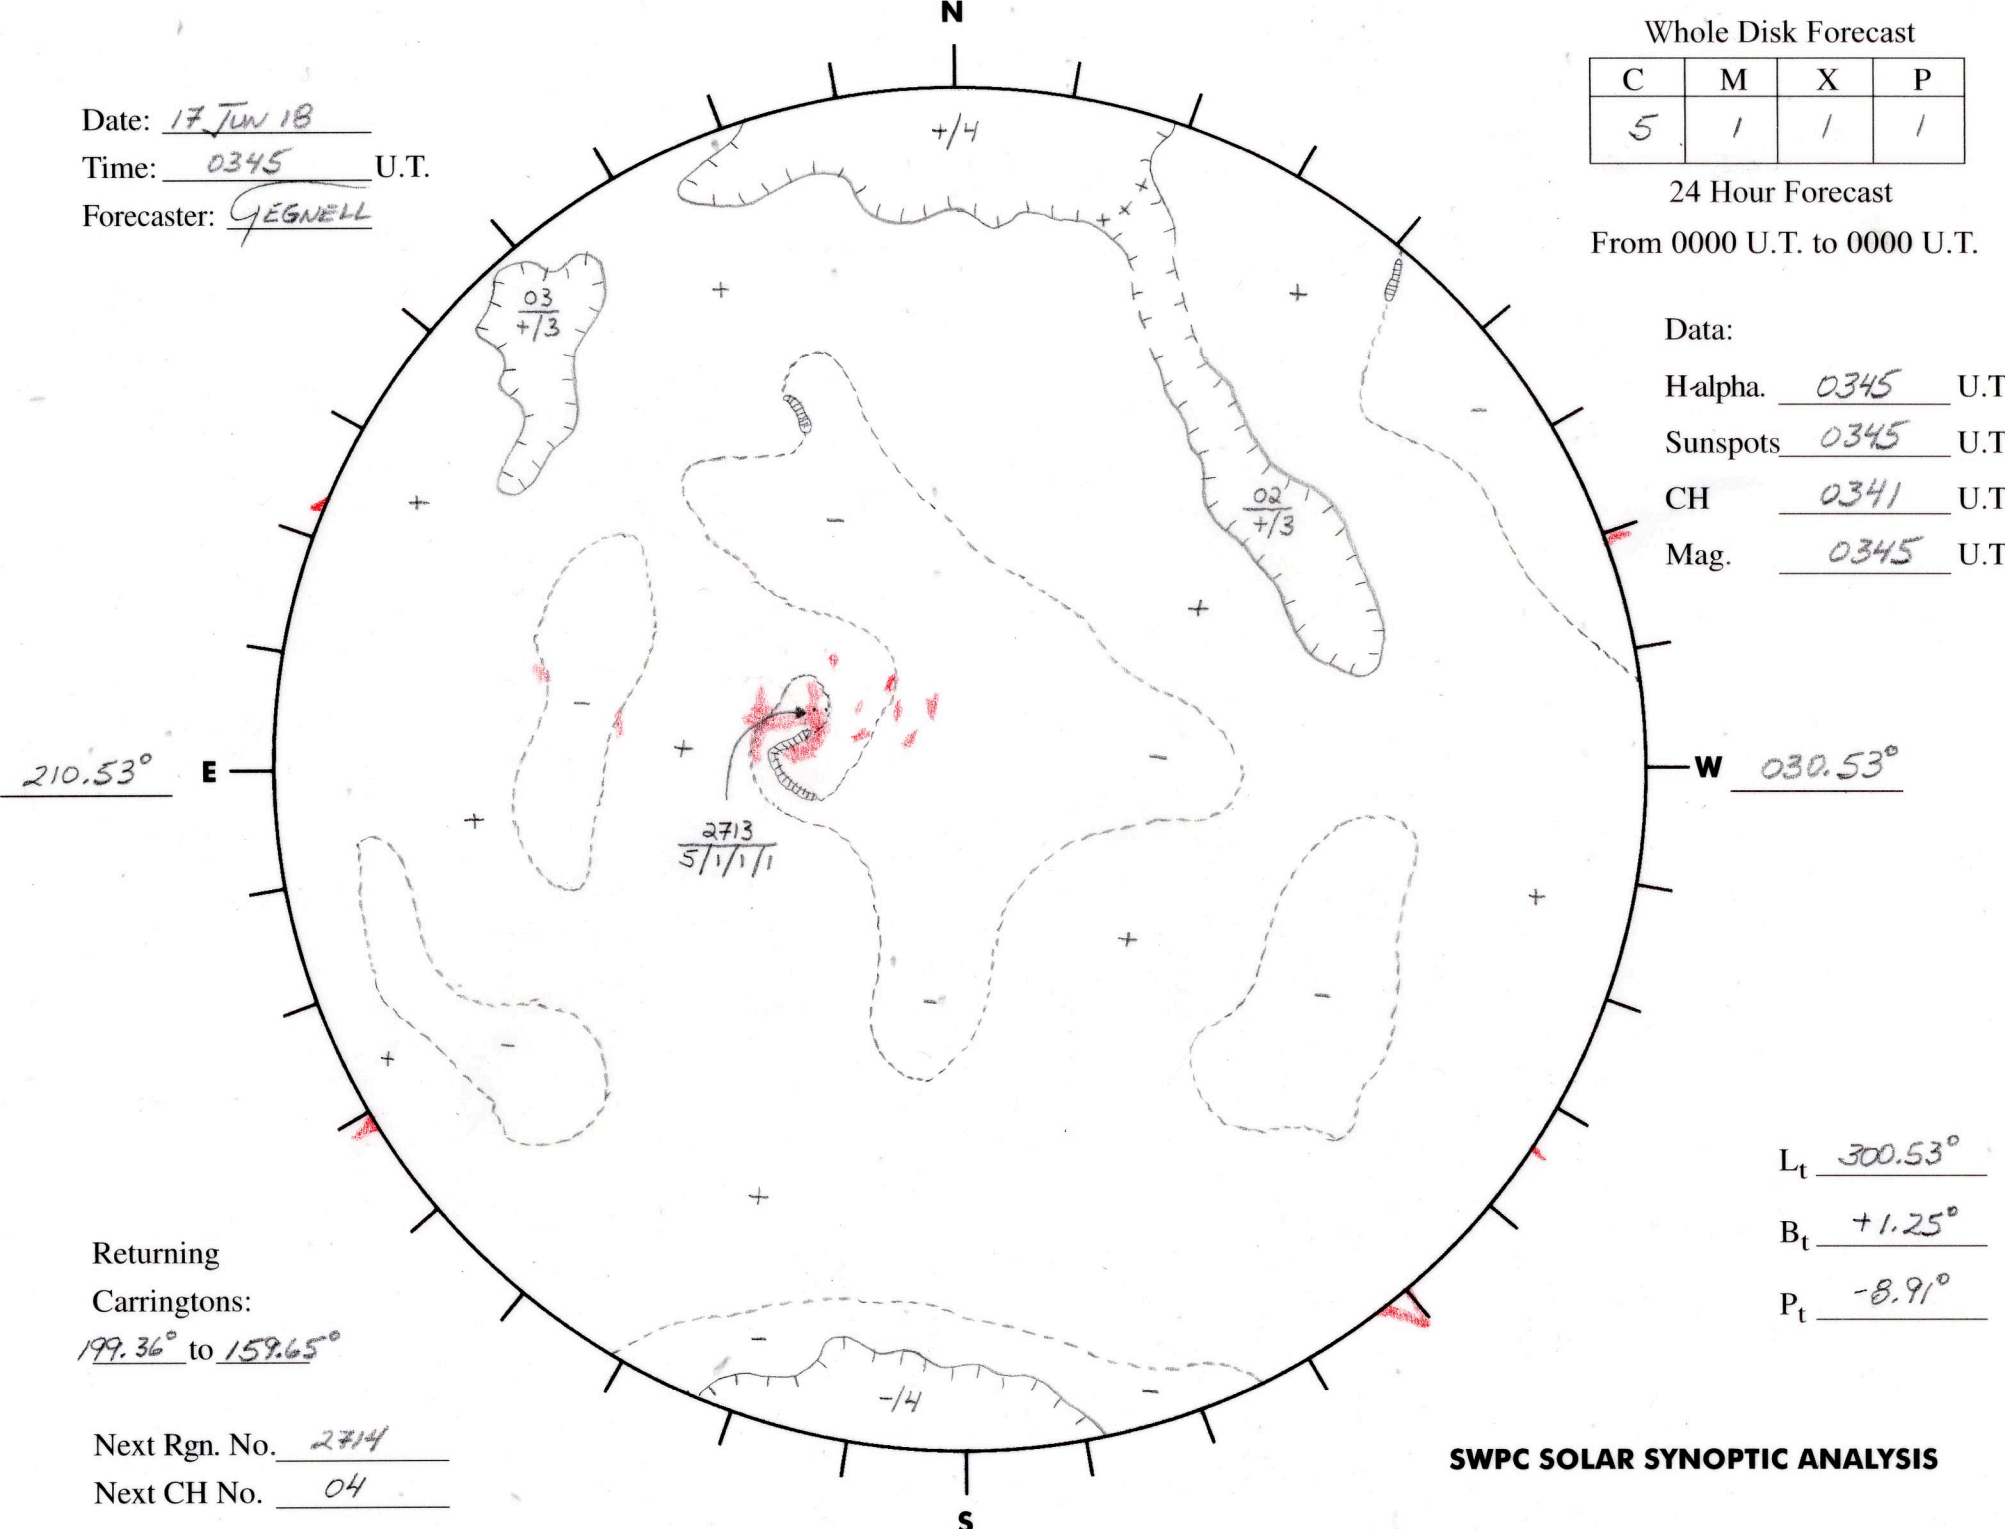 N
Whole Disk Forecast
C M X P
5 1 1 1
24 Hour Forecast
From 0000 U.T. to 0000 U.T.
Date: 17 JUN 18
Time: 0345 U.T.
Forecaster: GEGNELL
+/4
03
+/3
02
+/3
Data:
H-alpha. 0345 U.T
Sunspots 0345 U.T
CH 0341 U.T
Mag. 0345 U.T
210.53° E
W 030.53°
2713
5/1/1/1
Lt 300.53°
Bt +1.25°
Pt -8.91°
Returning
Carringtons:
199.36° to 159.65°
-/4
Next Rgn. No. 2714
Next CH No. 04
SWPC SOLAR SYNOPTIC ANALYSIS
S